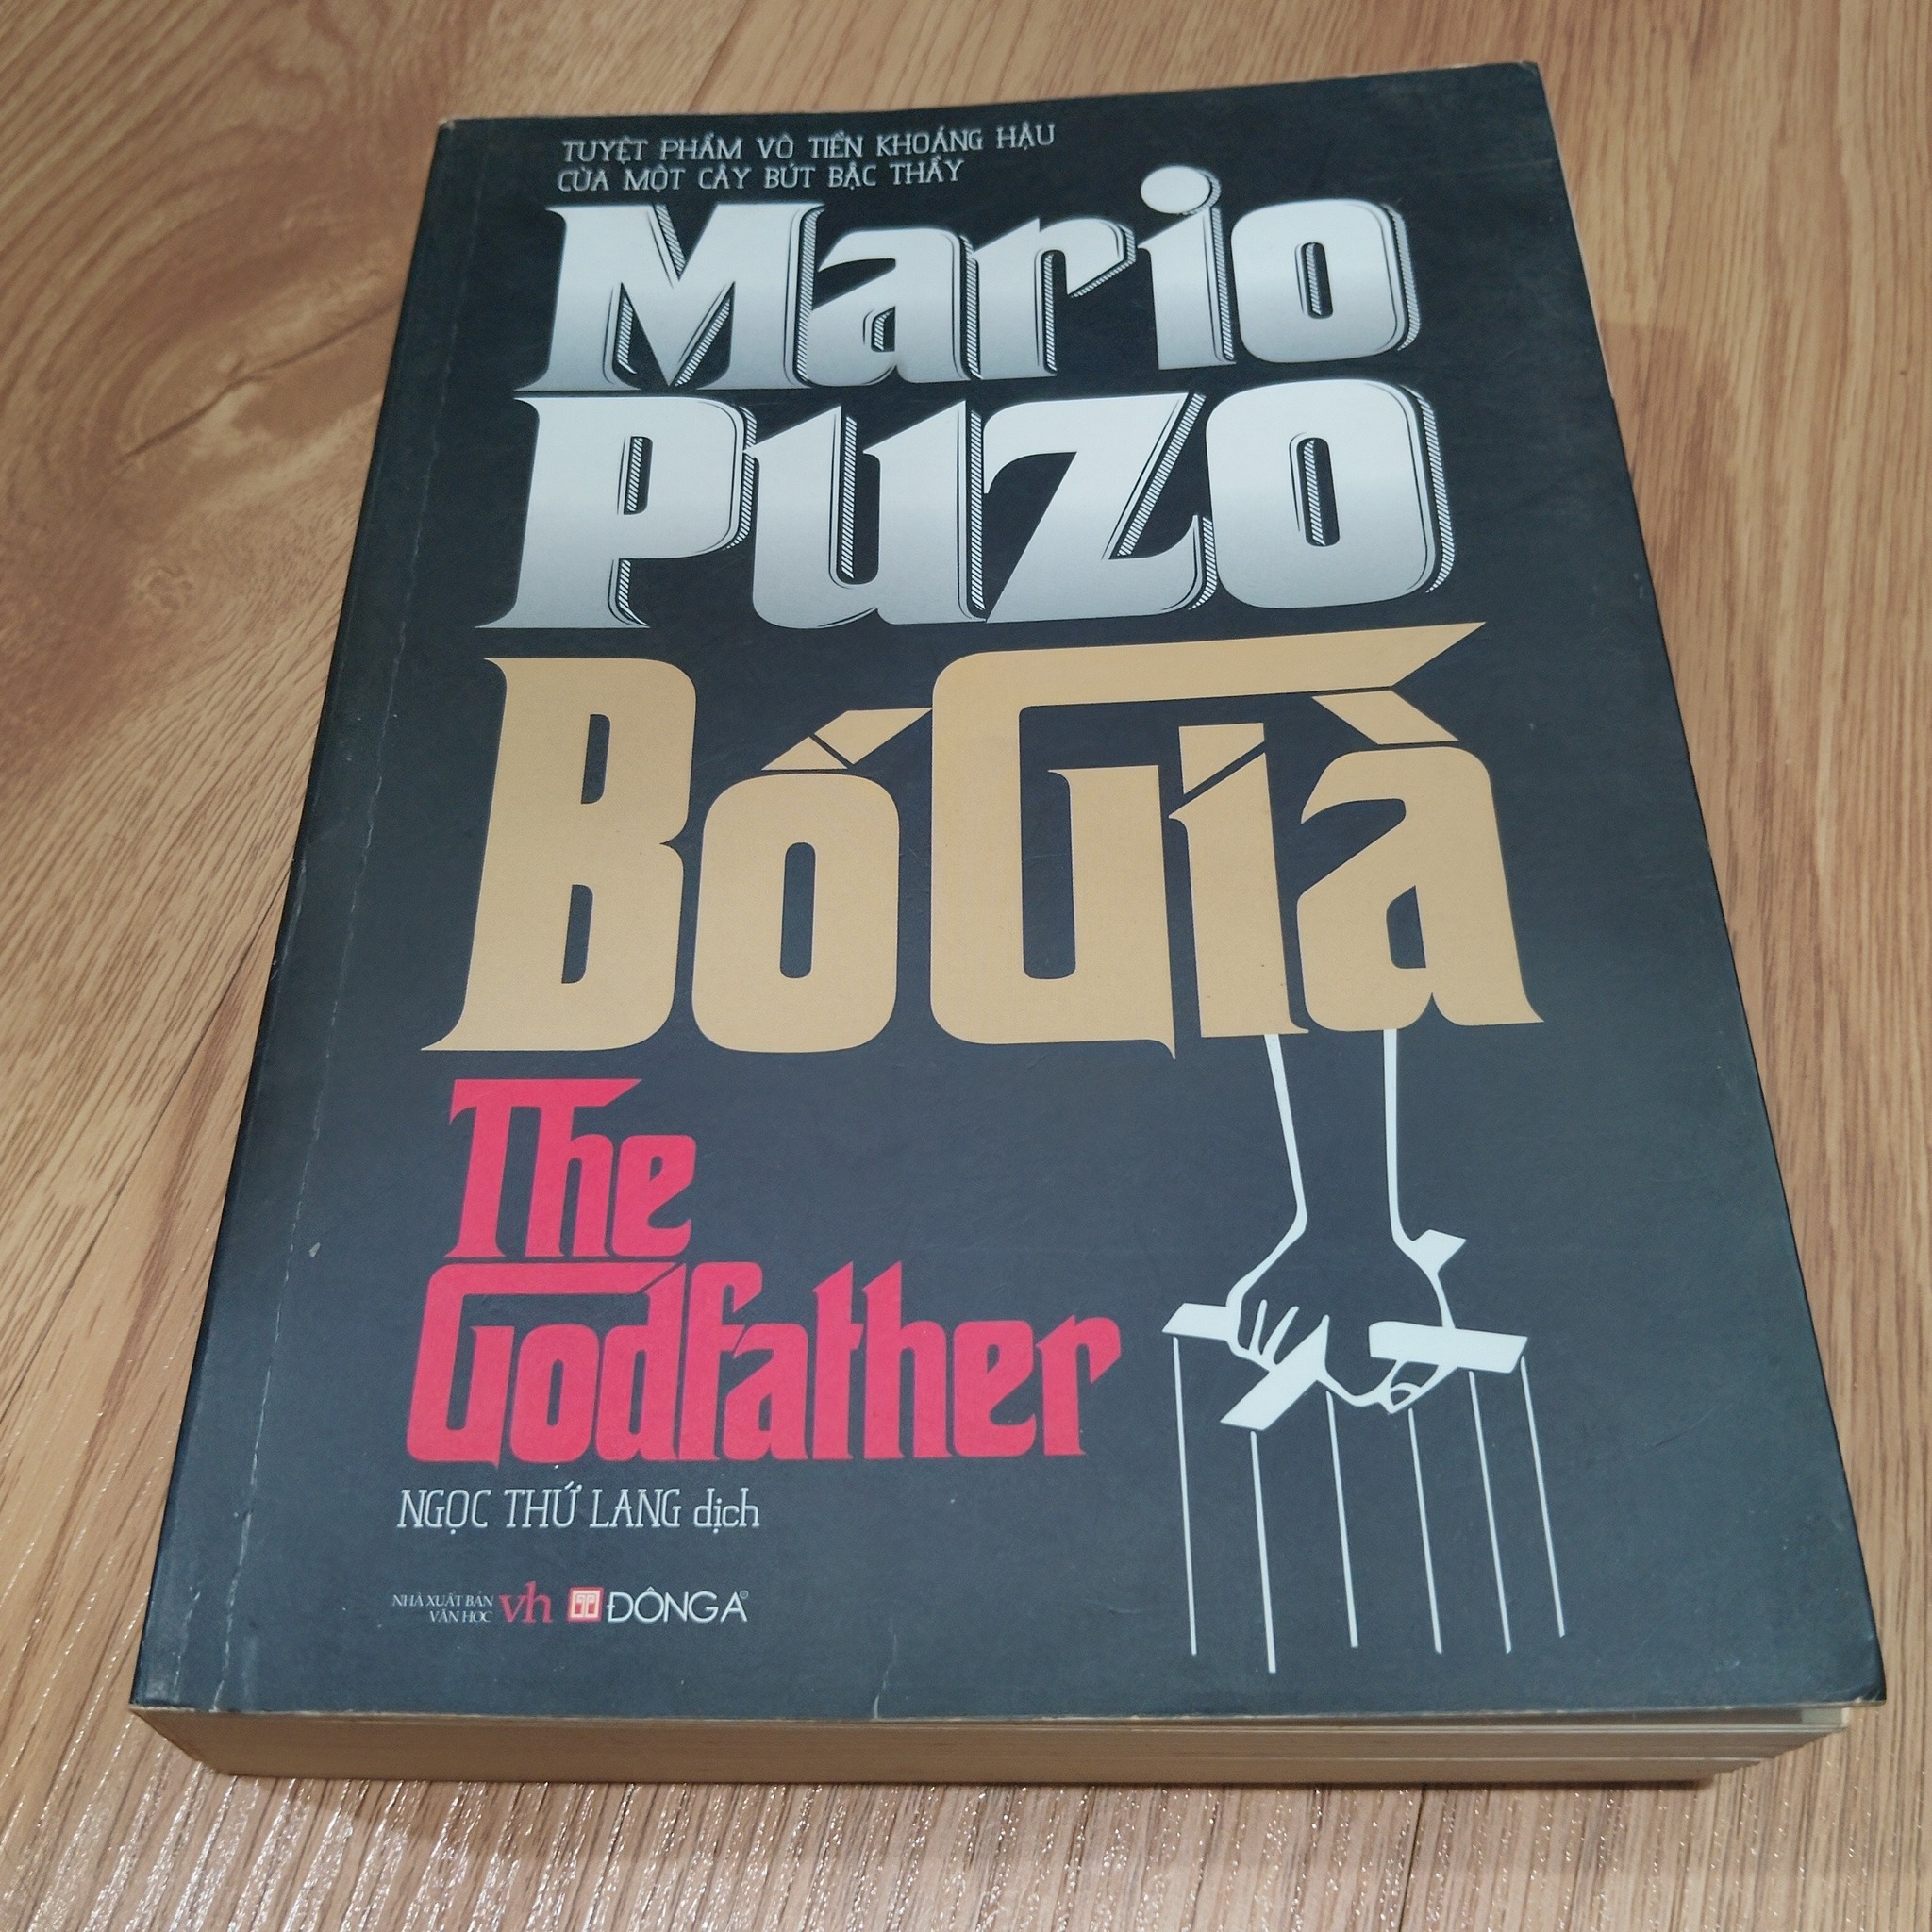 TUYỆT PHẨM VÔ TIỀN KHOÁNG HẬU
CỦA MỘT CÂY BÚT BẬC THẦY
Mario
Puzo
Bố Già
The
Godfather
NGỌC THỨ LANG dịch
NHÀ XUẤT BẢN
VĂN HỌC
vh
ĐÔNG A